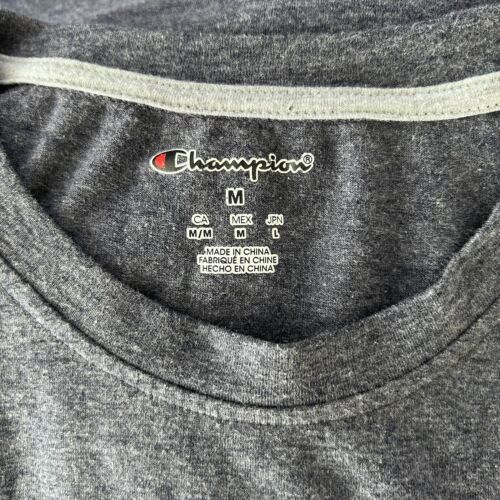 Champion®
M
CA MEX JPN
M/M M L
MADE IN CHINA
FABRIQUÉ EN CHINE
HECHO EN CHINA